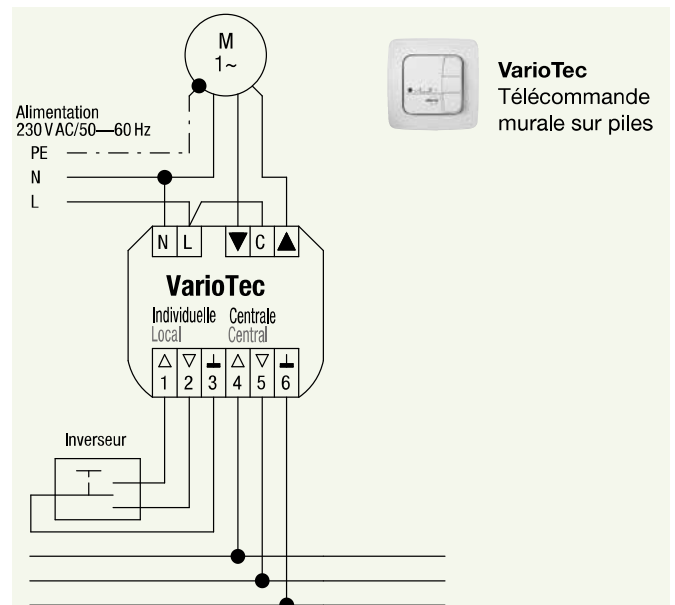 M
1~
VarioTec
Télécommande
murale sur piles
Alimentation
230 V AC/50—60 Hz
PE
N
L
N L ▼ C ▲
VarioTec
Individuelle Centrale
Local Central
△ ▽ ┴ △ ▽ ┴
1 2 3 4 5 6
Inverseur